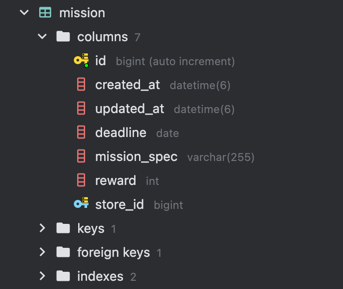 mission
columns 7
id bigint (auto increment)
created_at datetime(6)
updated_at datetime(6)
deadline date
mission_spec varchar(255)
reward int
store_id bigint
keys 1
foreign keys 1
indexes 2